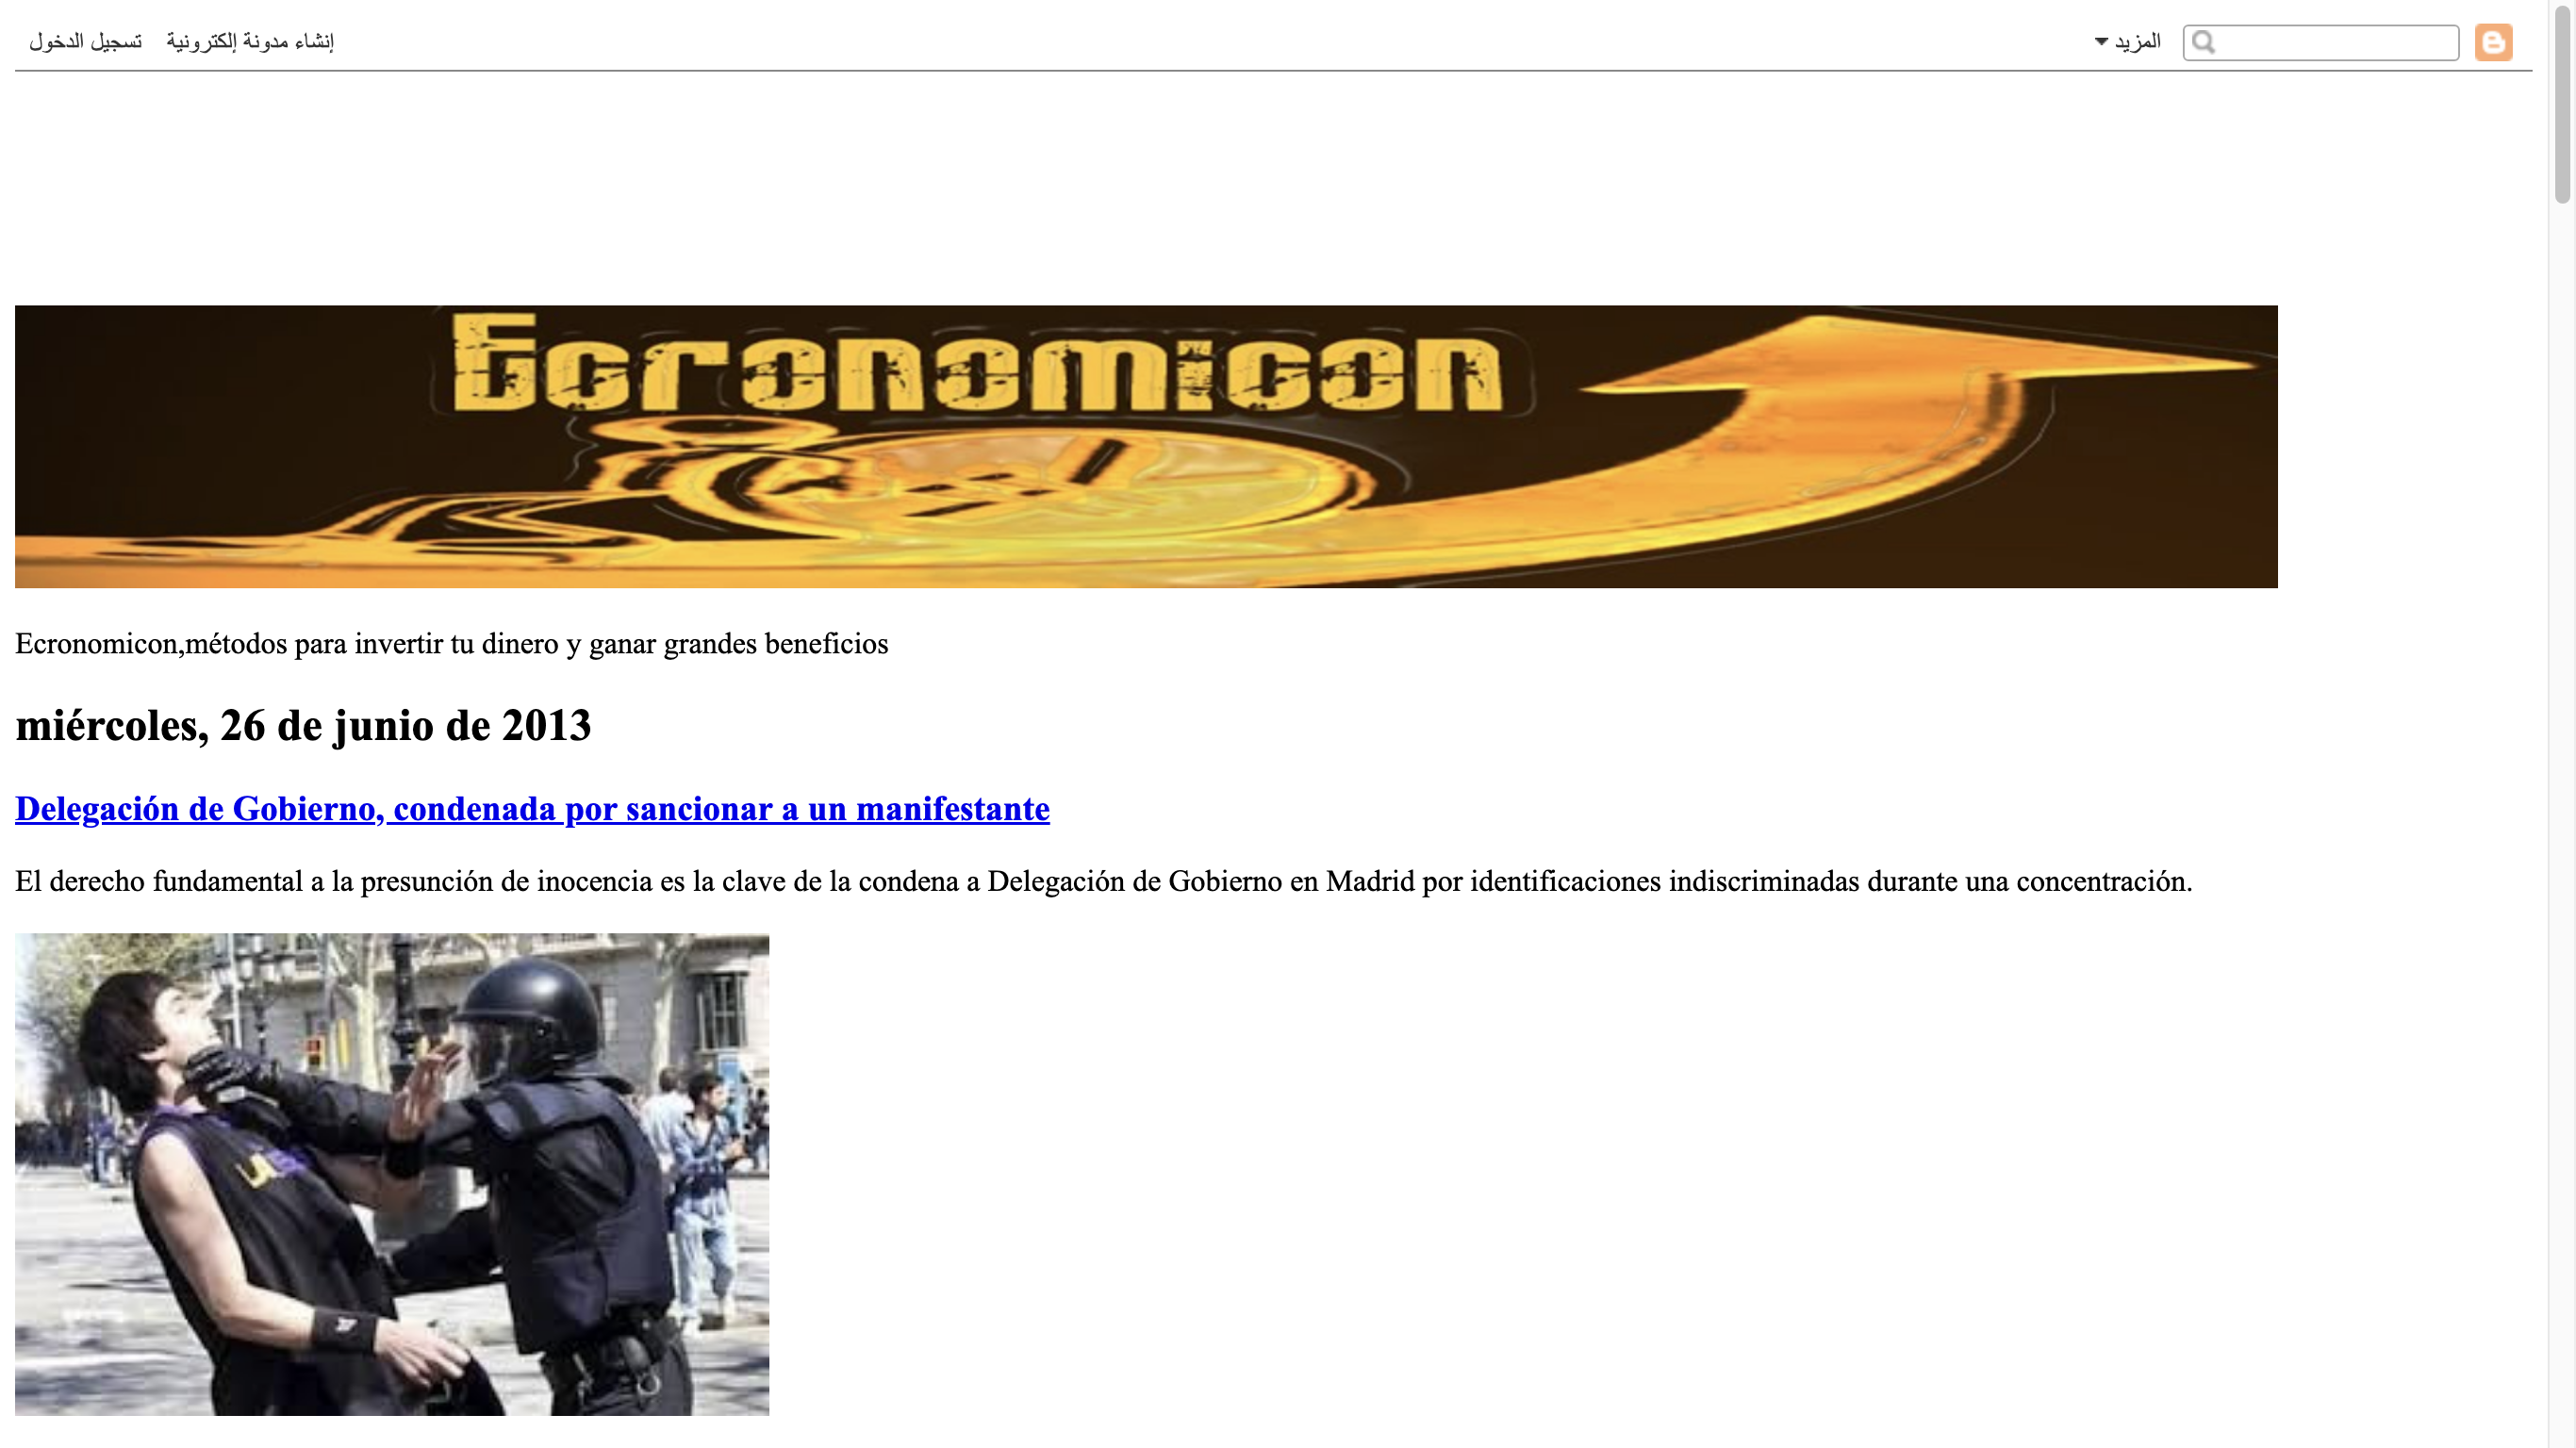 تسجيل الدخول إنشاء مدونة إلكترونية المزيد
Ecronomicon
Ecronomicon,métodos para invertir tu dinero y ganar grandes beneficios
miércoles, 26 de junio de 2013
Delegación de Gobierno, condenada por sancionar a un manifestante
El derecho fundamental a la presunción de inocencia es la clave de la condena a Delegación de Gobierno en Madrid por identificaciones indiscriminadas durante una concentración.